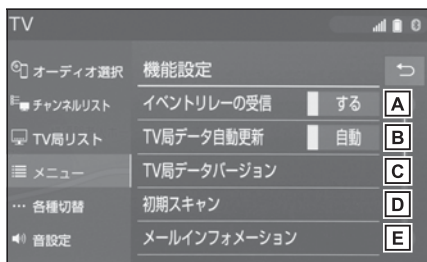 TV
オーディオ選択
チャンネルリスト
TV局リスト
メニュー
各種切替
音設定
機能設定
イベントリレーの受信 する A
TV局データ自動更新 自動 B
TV局データバージョン C
初期スキャン D
メールインフォメーション E